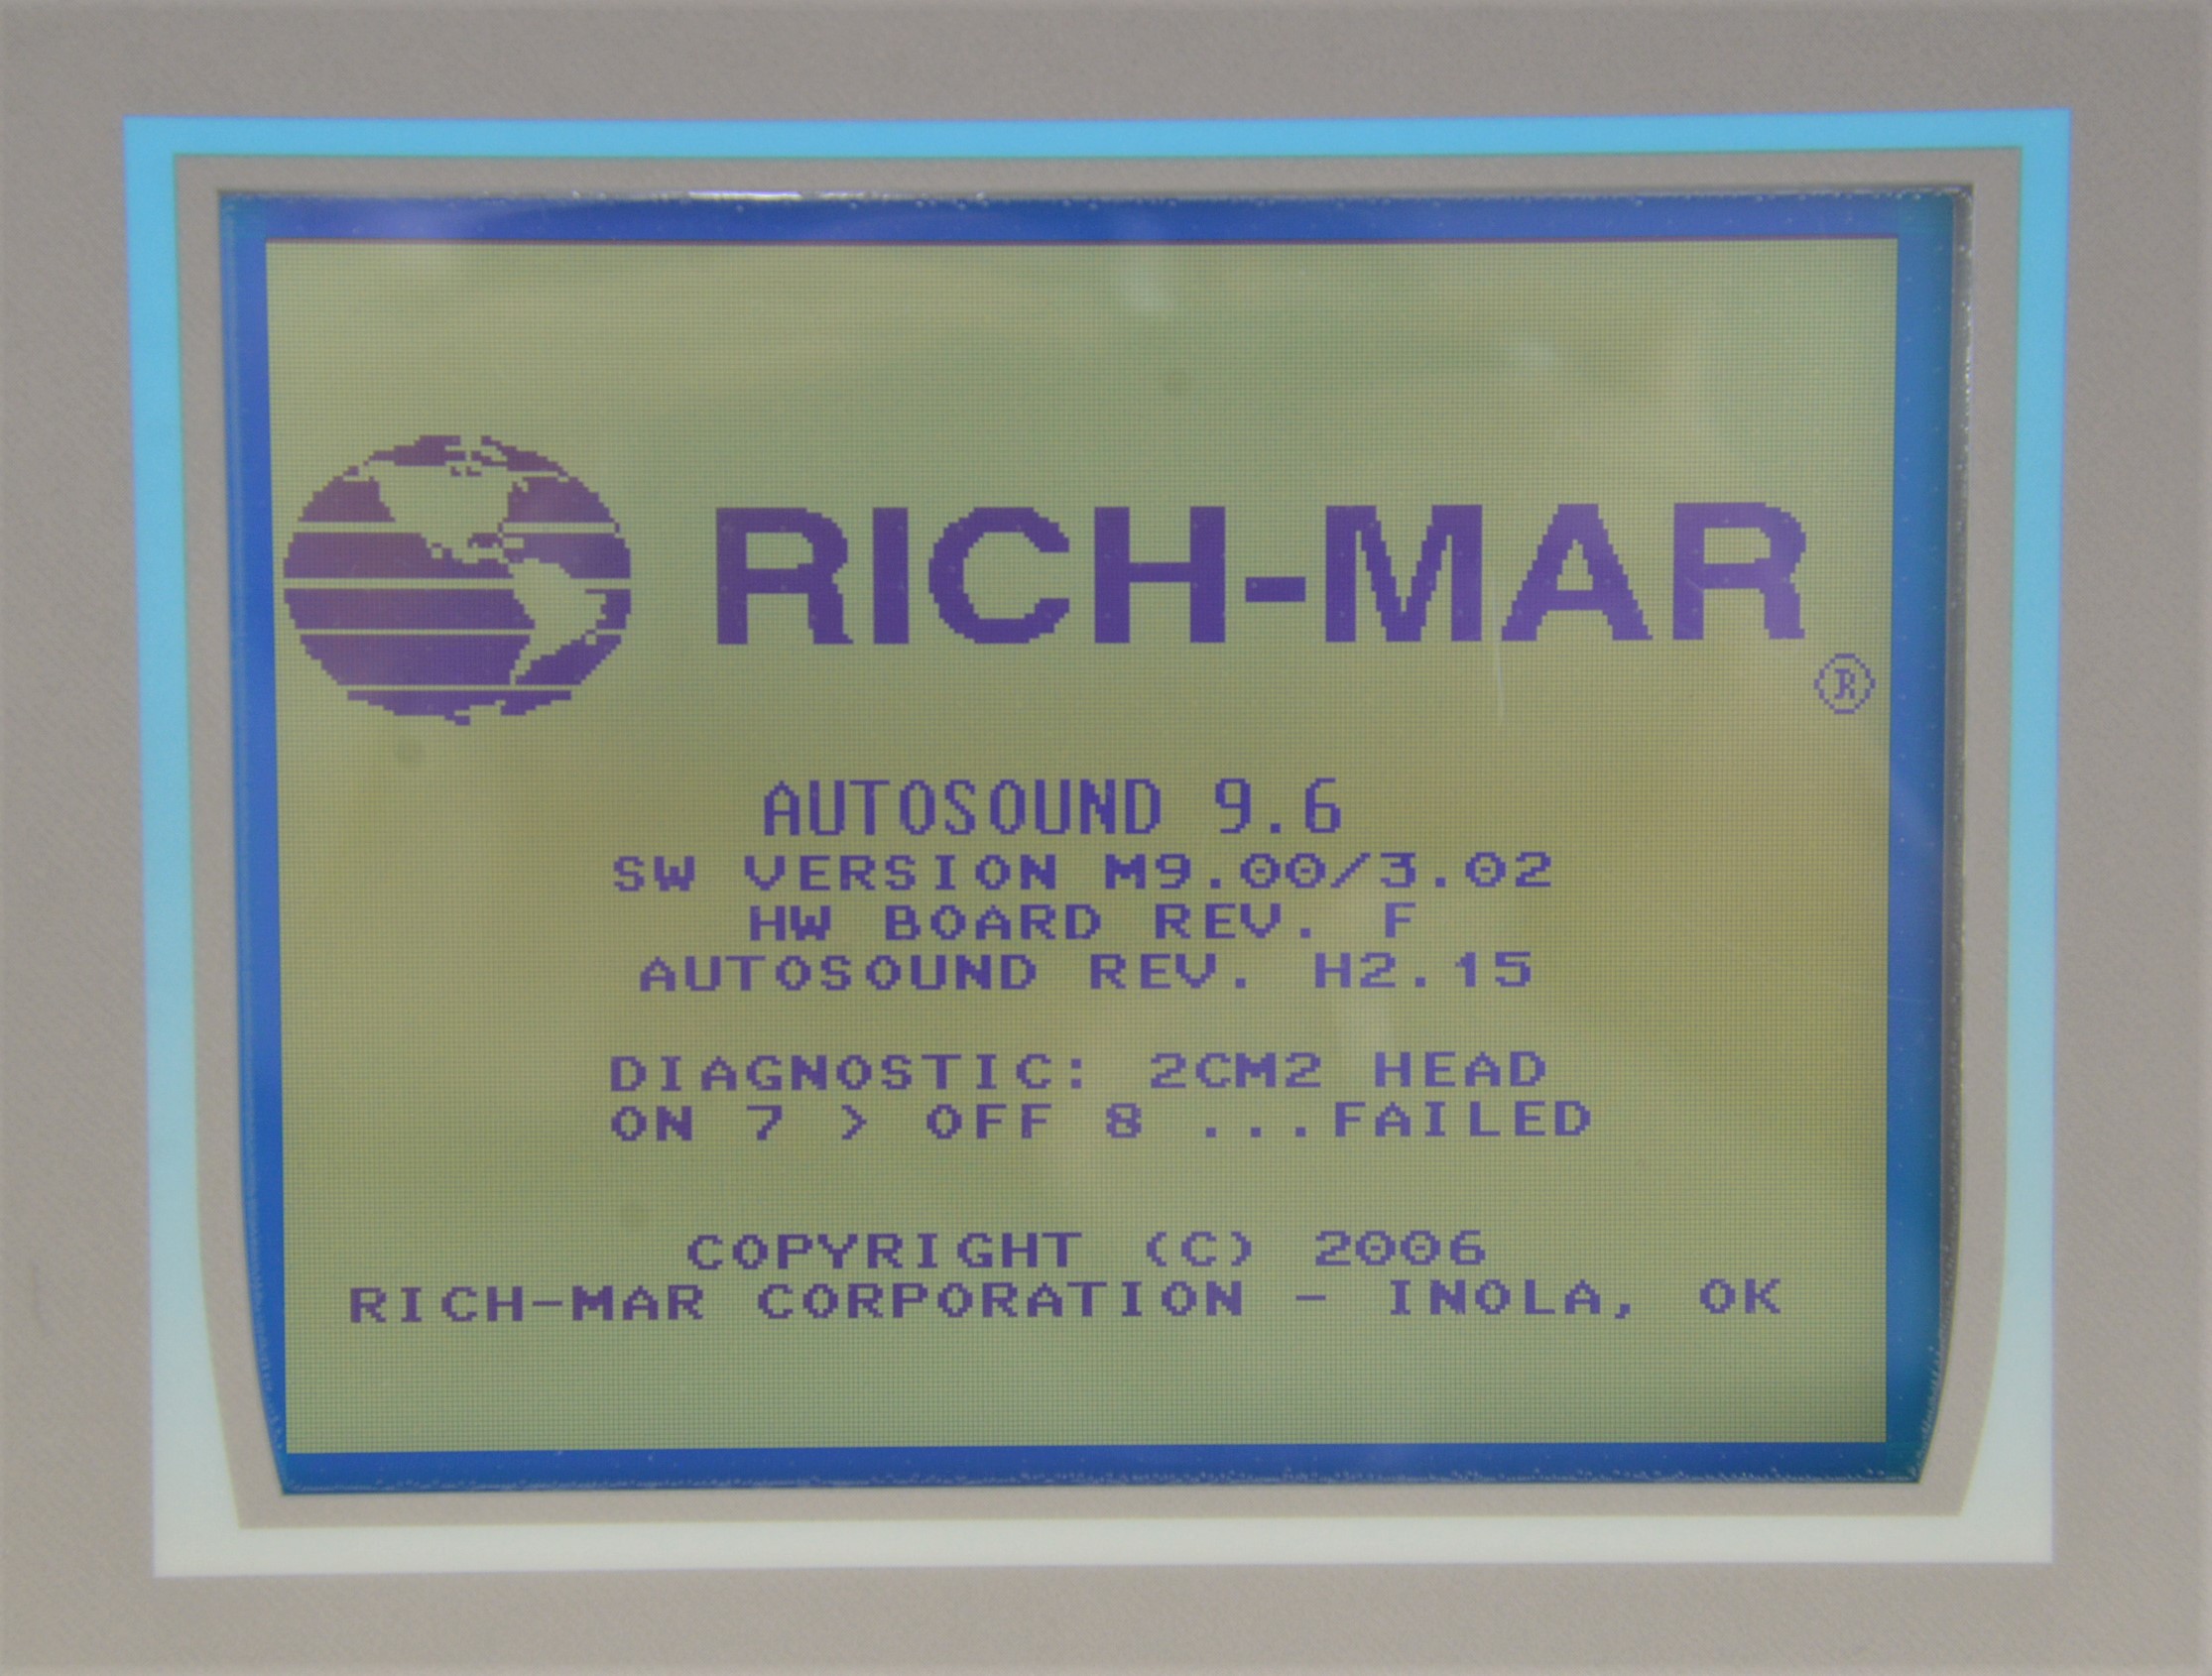 RICH-MAR
®
AUTOSOUND 9.6
SW VERSION M9.00/3.02
HW BOARD REV. F
AUTOSOUND REV. H2.15
DIAGNOSTIC: 2CM2 HEAD
ON 7 > OFF 8 ...FAILED
COPYRIGHT (C) 2006
RICH-MAR CORPORATION - INOLA, OK